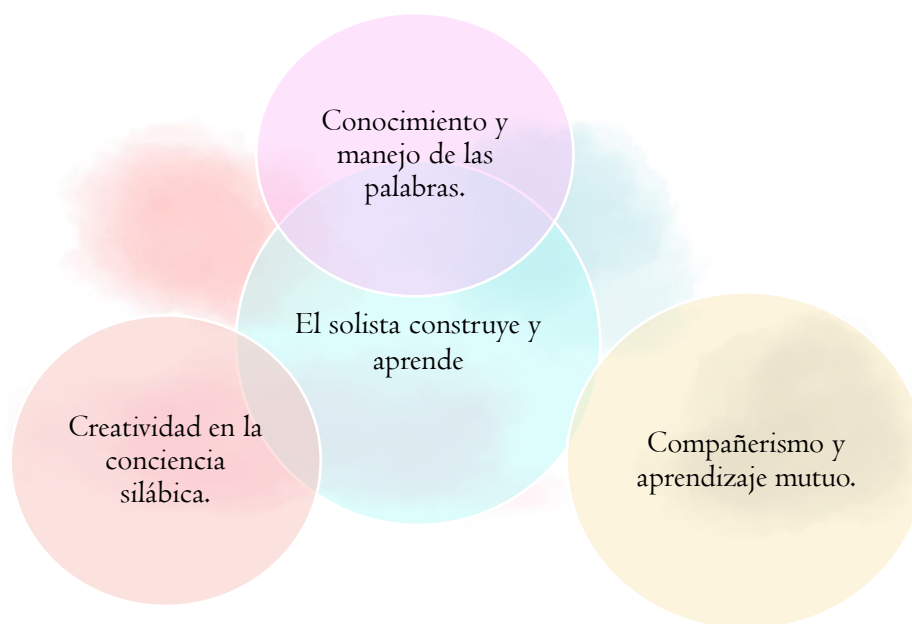 Conocimiento y
manejo de las
palabras.
El solista construye y
aprende
Creatividad en la
conciencia
silábica.
Compañerismo y
aprendizaje mutuo.